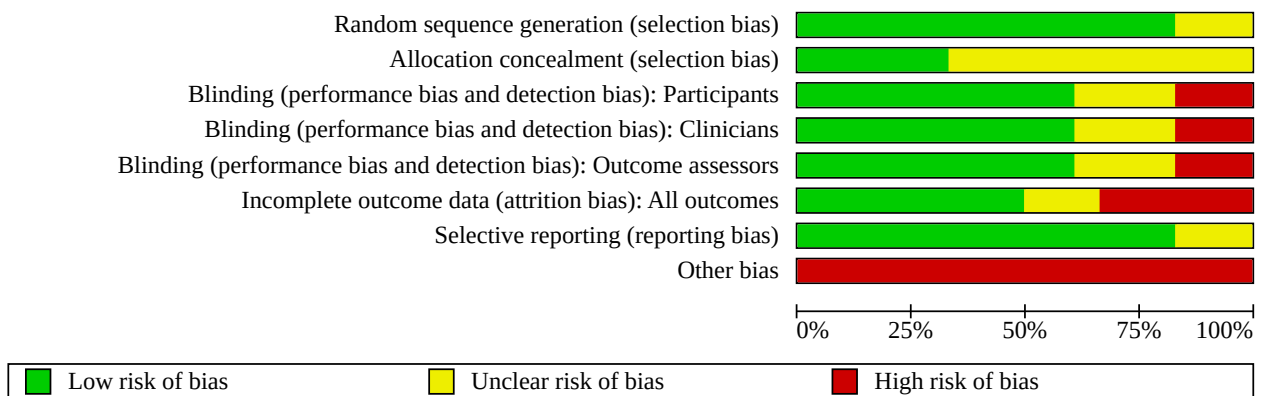 Random sequence generation (selection bias)
Allocation concealment (selection bias)
Blinding (performance bias and detection bias): Participants
Blinding (performance bias and detection bias): Clinicians
Blinding (performance bias and detection bias): Outcome assessors
Incomplete outcome data (attrition bias): All outcomes
Selective reporting (reporting bias)
Other bias
0% 25% 50% 75% 100%
Low risk of bias Unclear risk of bias High risk of bias